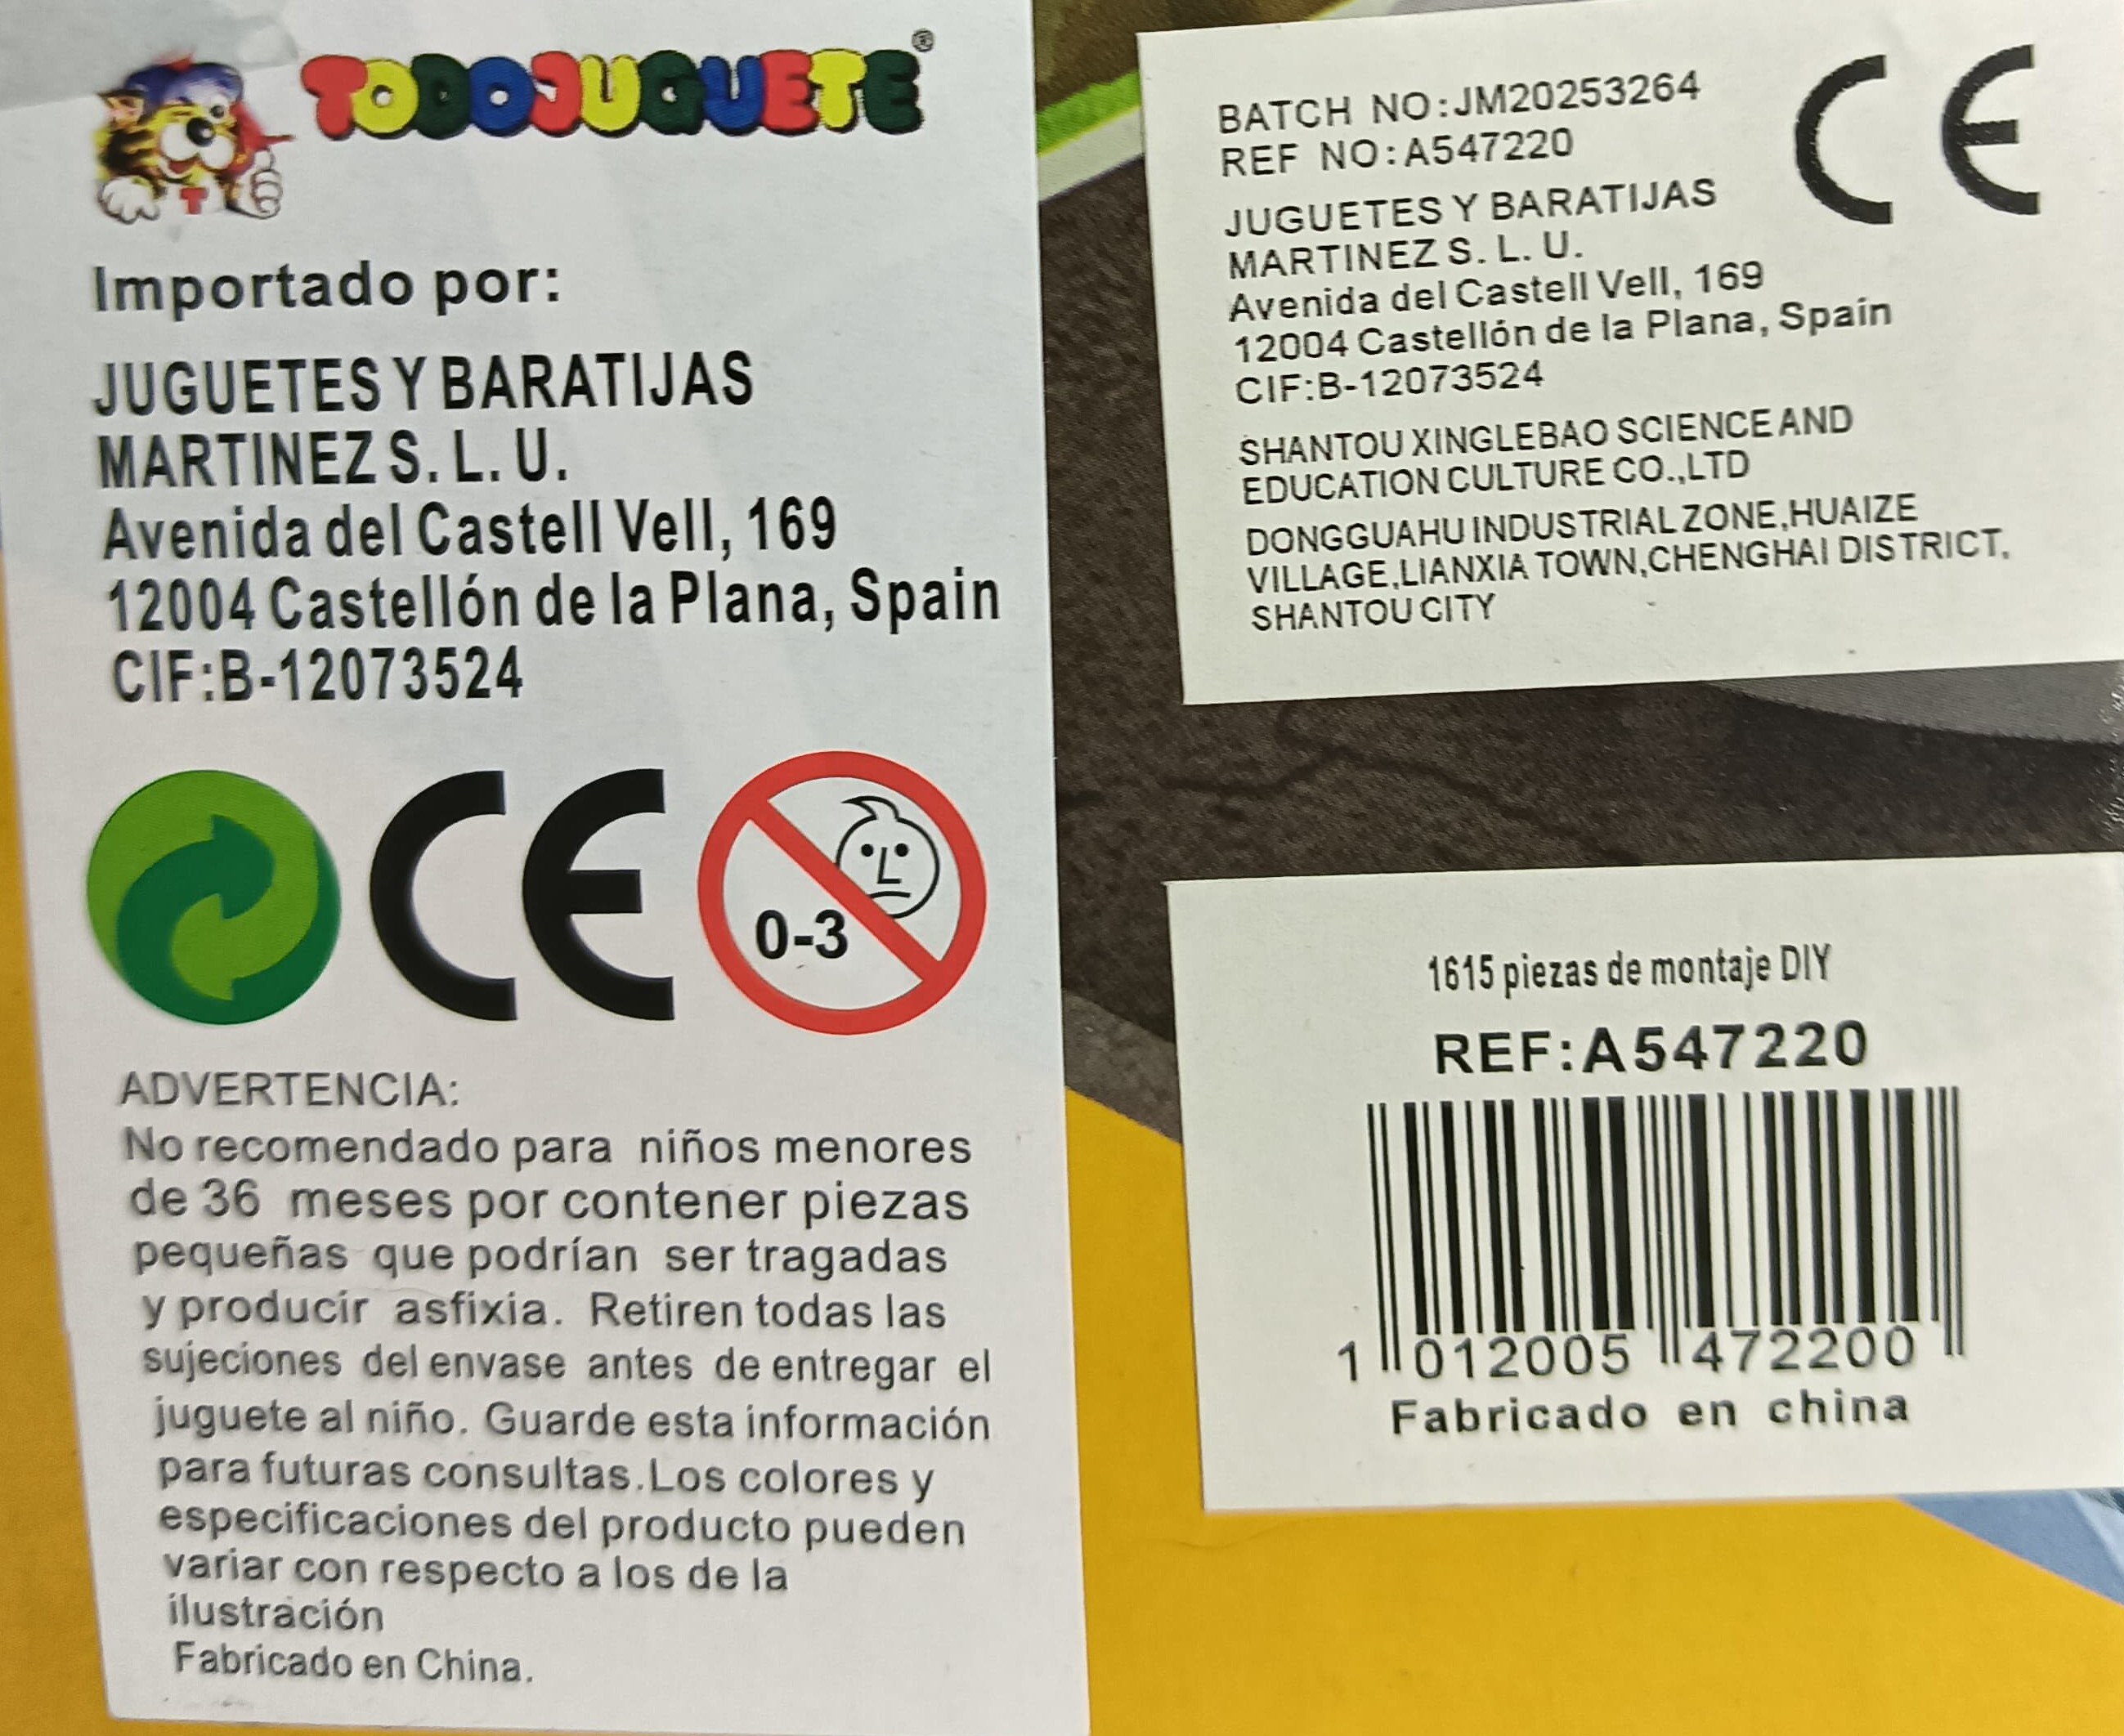 TODOJUGUETE®
T
Importado por:
JUGUETES Y BARATIJAS
MARTINEZ S. L. U.
Avenida del Castell Vell, 169
12004 Castellón de la Plana, Spain
CIF:B-12073524
CE
0-3
ADVERTENCIA:
No recomendado para niños menores
de 36 meses por contener piezas
pequeñas que podrían ser tragadas
y producir asfixia. Retiren todas las
sujeciones del envase antes de entregar el
juguete al niño. Guarde esta información
para futuras consultas.Los colores y
especificaciones del producto pueden
variar con respecto a los de la
ilustración
Fabricado en China.
BATCH NO:JM20253264
REF NO:A547220
CE
JUGUETES Y BARATIJAS
MARTINEZ S. L. U.
Avenida del Castell Vell, 169
12004 Castellón de la Plana, Spain
CIF:B-12073524
SHANTOU XINGLEBAO SCIENCE AND
EDUCATION CULTURE CO.,LTD
DONGGUAHU INDUSTRIAL ZONE,HUAIZE
VILLAGE,LIANXIA TOWN,CHENGHAI DISTRICT,
SHANTOU CITY
1615 piezas de montaje DIY
REF:A547220
1 012005 472200
Fabricado en china